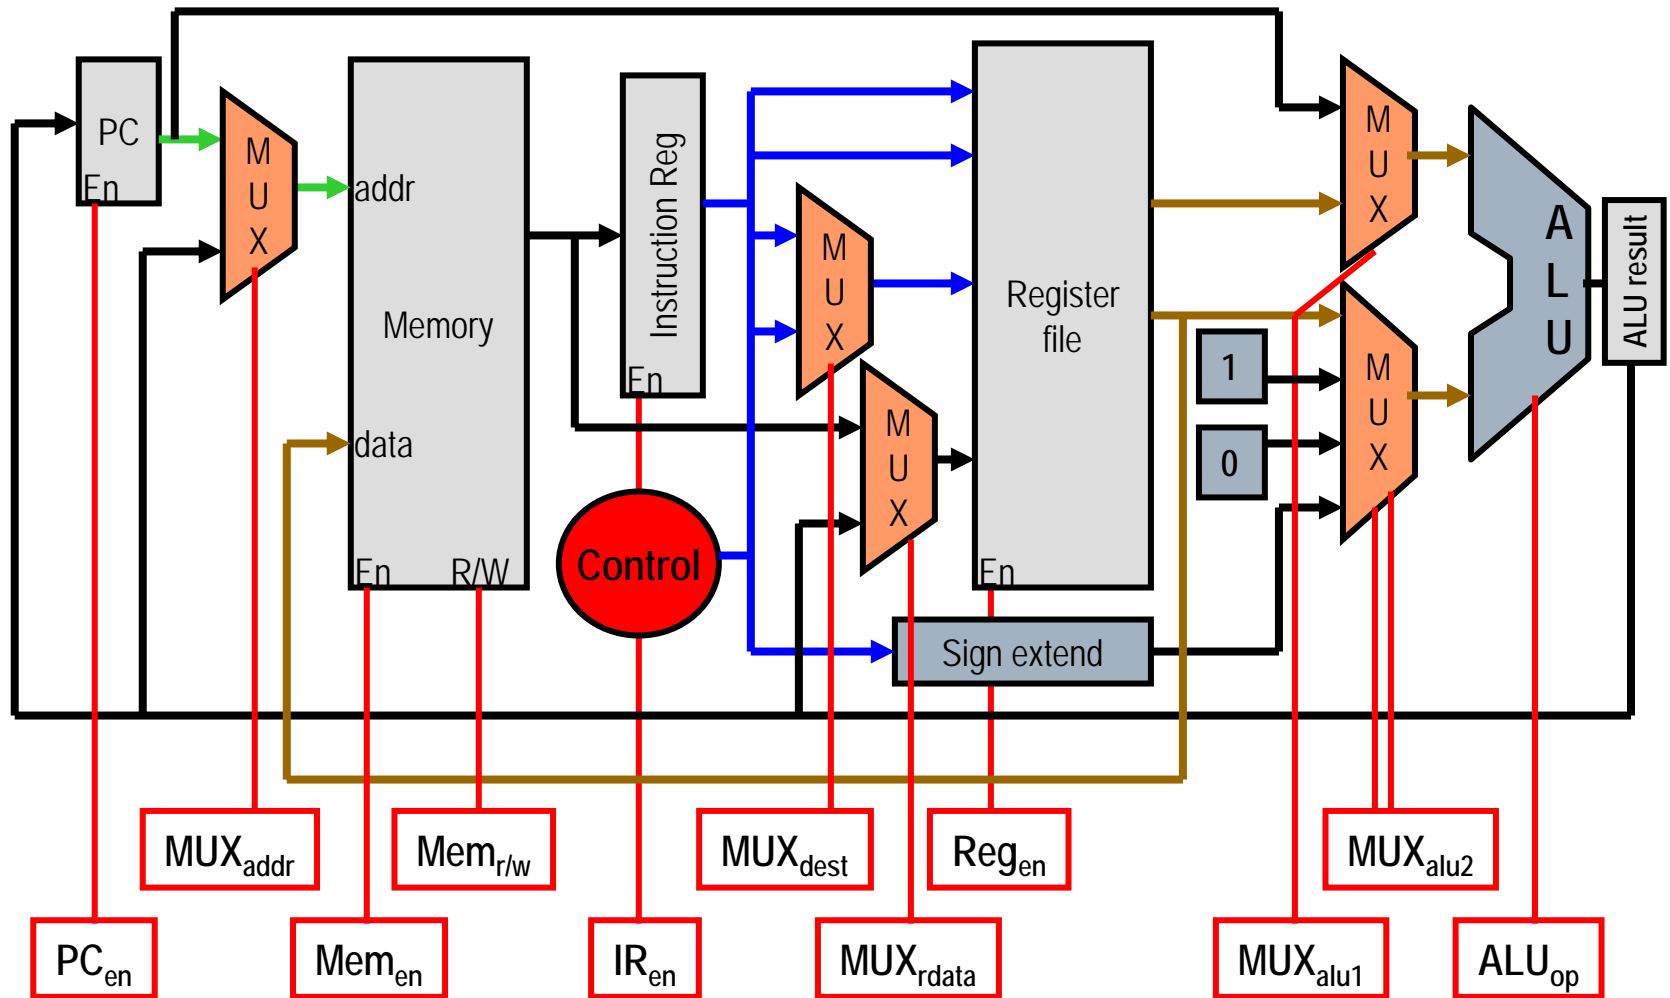 PC
En
M
U
X
addr
data
Memory
En
R/W
Instruction Reg
En
Control
M
U
X
M
U
X
Register
file
En
Sign extend
1
0
M
U
X
M
U
X
A
L
U
ALU result
MUXaddr
Memr/w
MUXdest
Regen
MUXalu2
PCen
Memen
IRen
MUXrdata
MUXalu1
ALUop